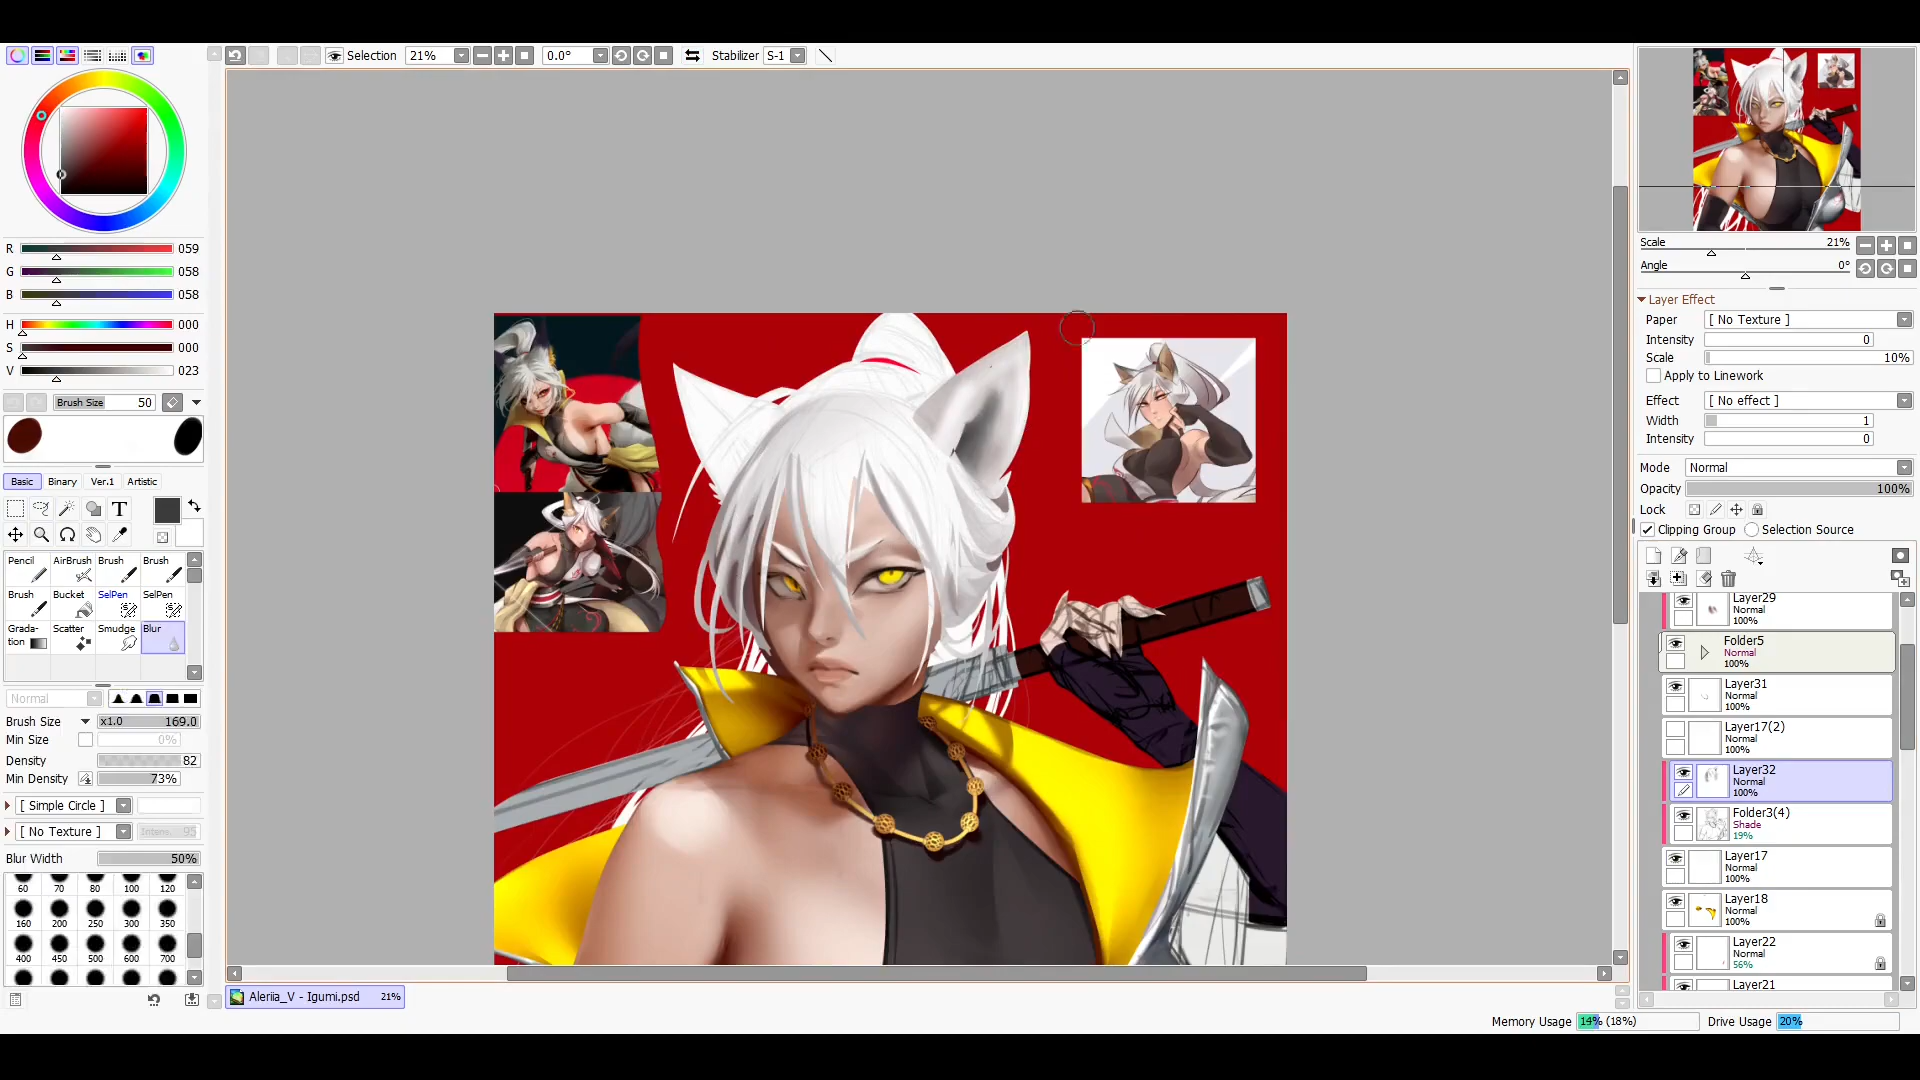 Selection
21%
0.0°
Stabilizer
S-1
R
059
G
058
B
058
H
000
S
000
V
023
Brush Size
50
Basic
Binary
Ver.1
Artistic
T
Pencil
AirBrush
Brush
Brush
Brush
Bucket
SelPen
SelPen
Grada-
tion
Scatter
Smudge
Blur
Normal
Brush Size
x1.0
169.0
Min Size
0%
Density
82
Min Density
73%
[ Simple Circle ]
[ No Texture ]
95
Blur Width
50%
60
70
80
100
120
160
200
250
300
350
400
450
500
600
700
Aleriia_V - Igumi.psd
21%
Scale
21%
Angle
0°
Layer Effect
Paper
[ No Texture ]
Intensity
0
Scale
10%
Apply to Linework
Effect
[ No effect ]
Width
1
Intensity
0
Mode
Normal
Opacity
100%
Lock
Clipping Group
Selection Source
Layer29
Normal
100%
Folder5
Normal
100%
Layer31
Normal
100%
Layer17(2)
Normal
100%
Layer32
Normal
100%
Folder3(4)
Shade
19%
Layer17
Normal
100%
Layer18
Normal
100%
Layer22
Normal
56%
Layer21
Memory Usage
14% (18%)
Drive Usage
20%